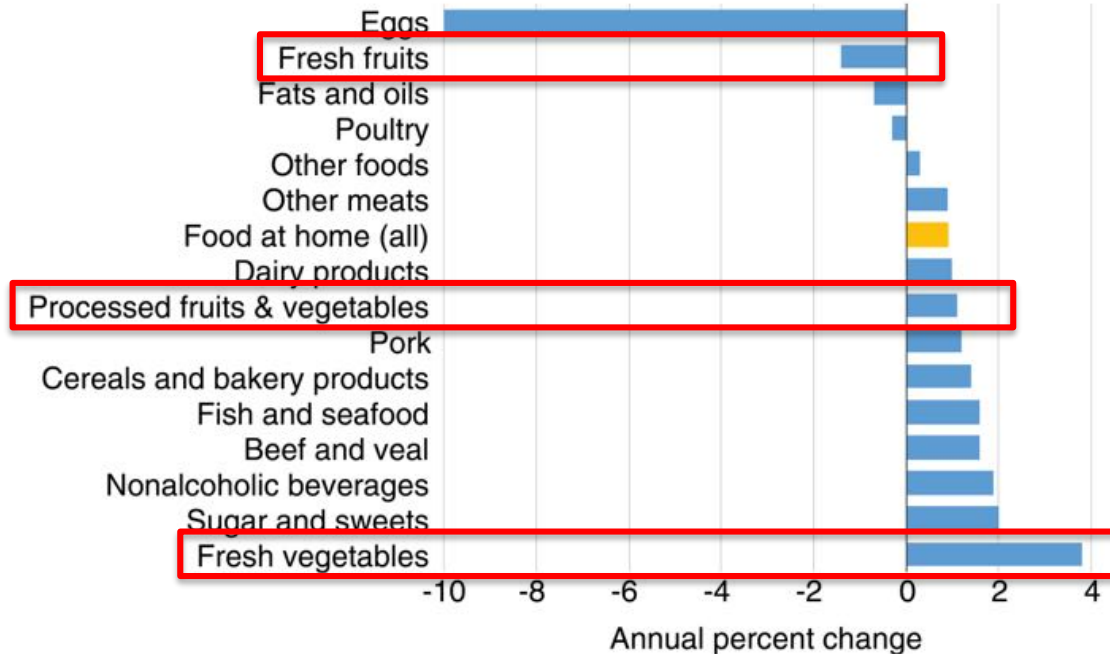 Eggs
Fresh fruits
Fats and oils
Poultry
Other foods
Other meats
Food at home (all)
Dairy products
Processed fruits & vegetables
Pork
Cereals and bakery products
Fish and seafood
Beef and veal
Nonalcoholic beverages
Sugar and sweets
Fresh vegetables
-10 -8 -6 -4 -2 0 2 4
Annual percent change